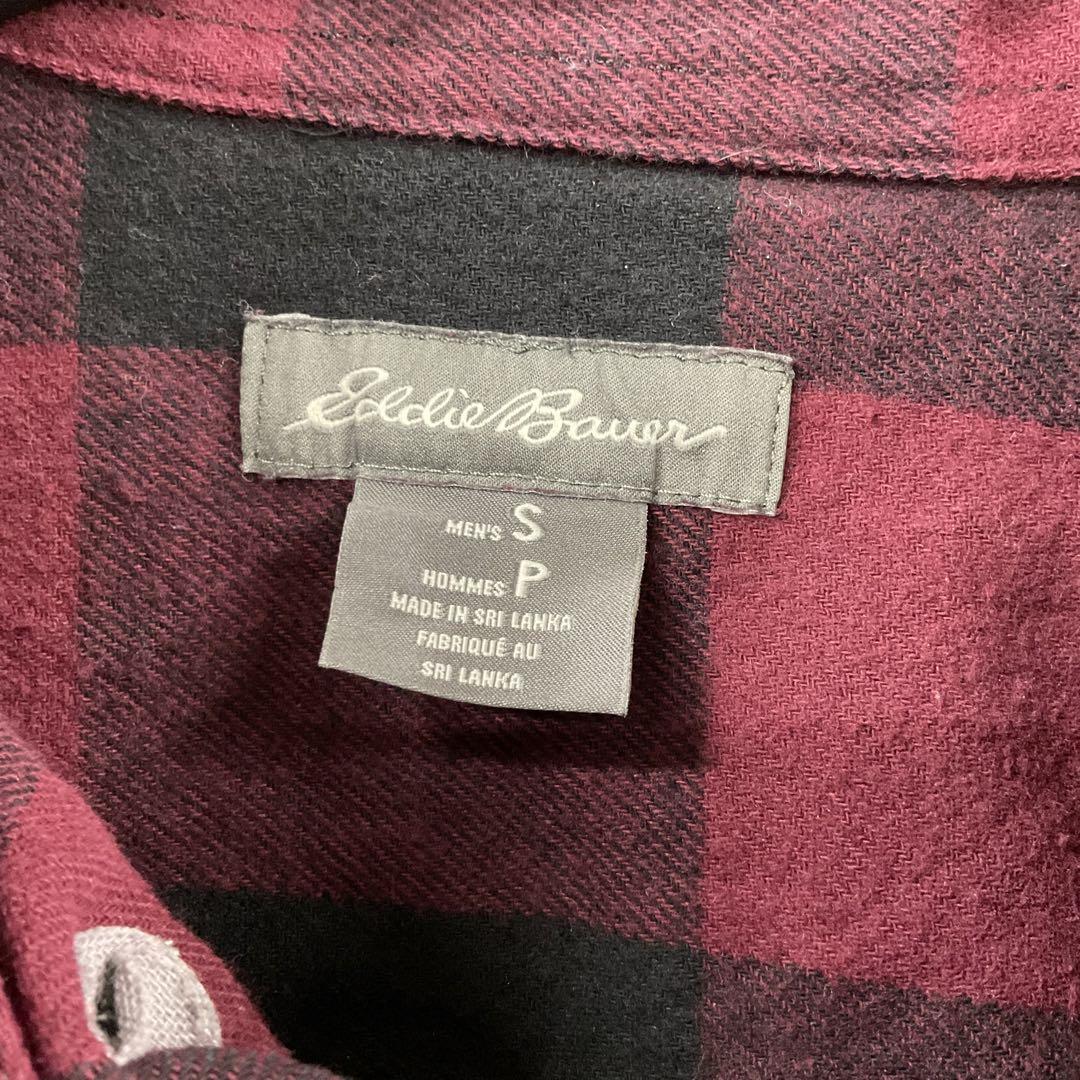 Eddie Bauer
MEN'S S
HOMMES P
MADE IN SRI LANKA
FABRIQUÉ AU
SRI LANKA